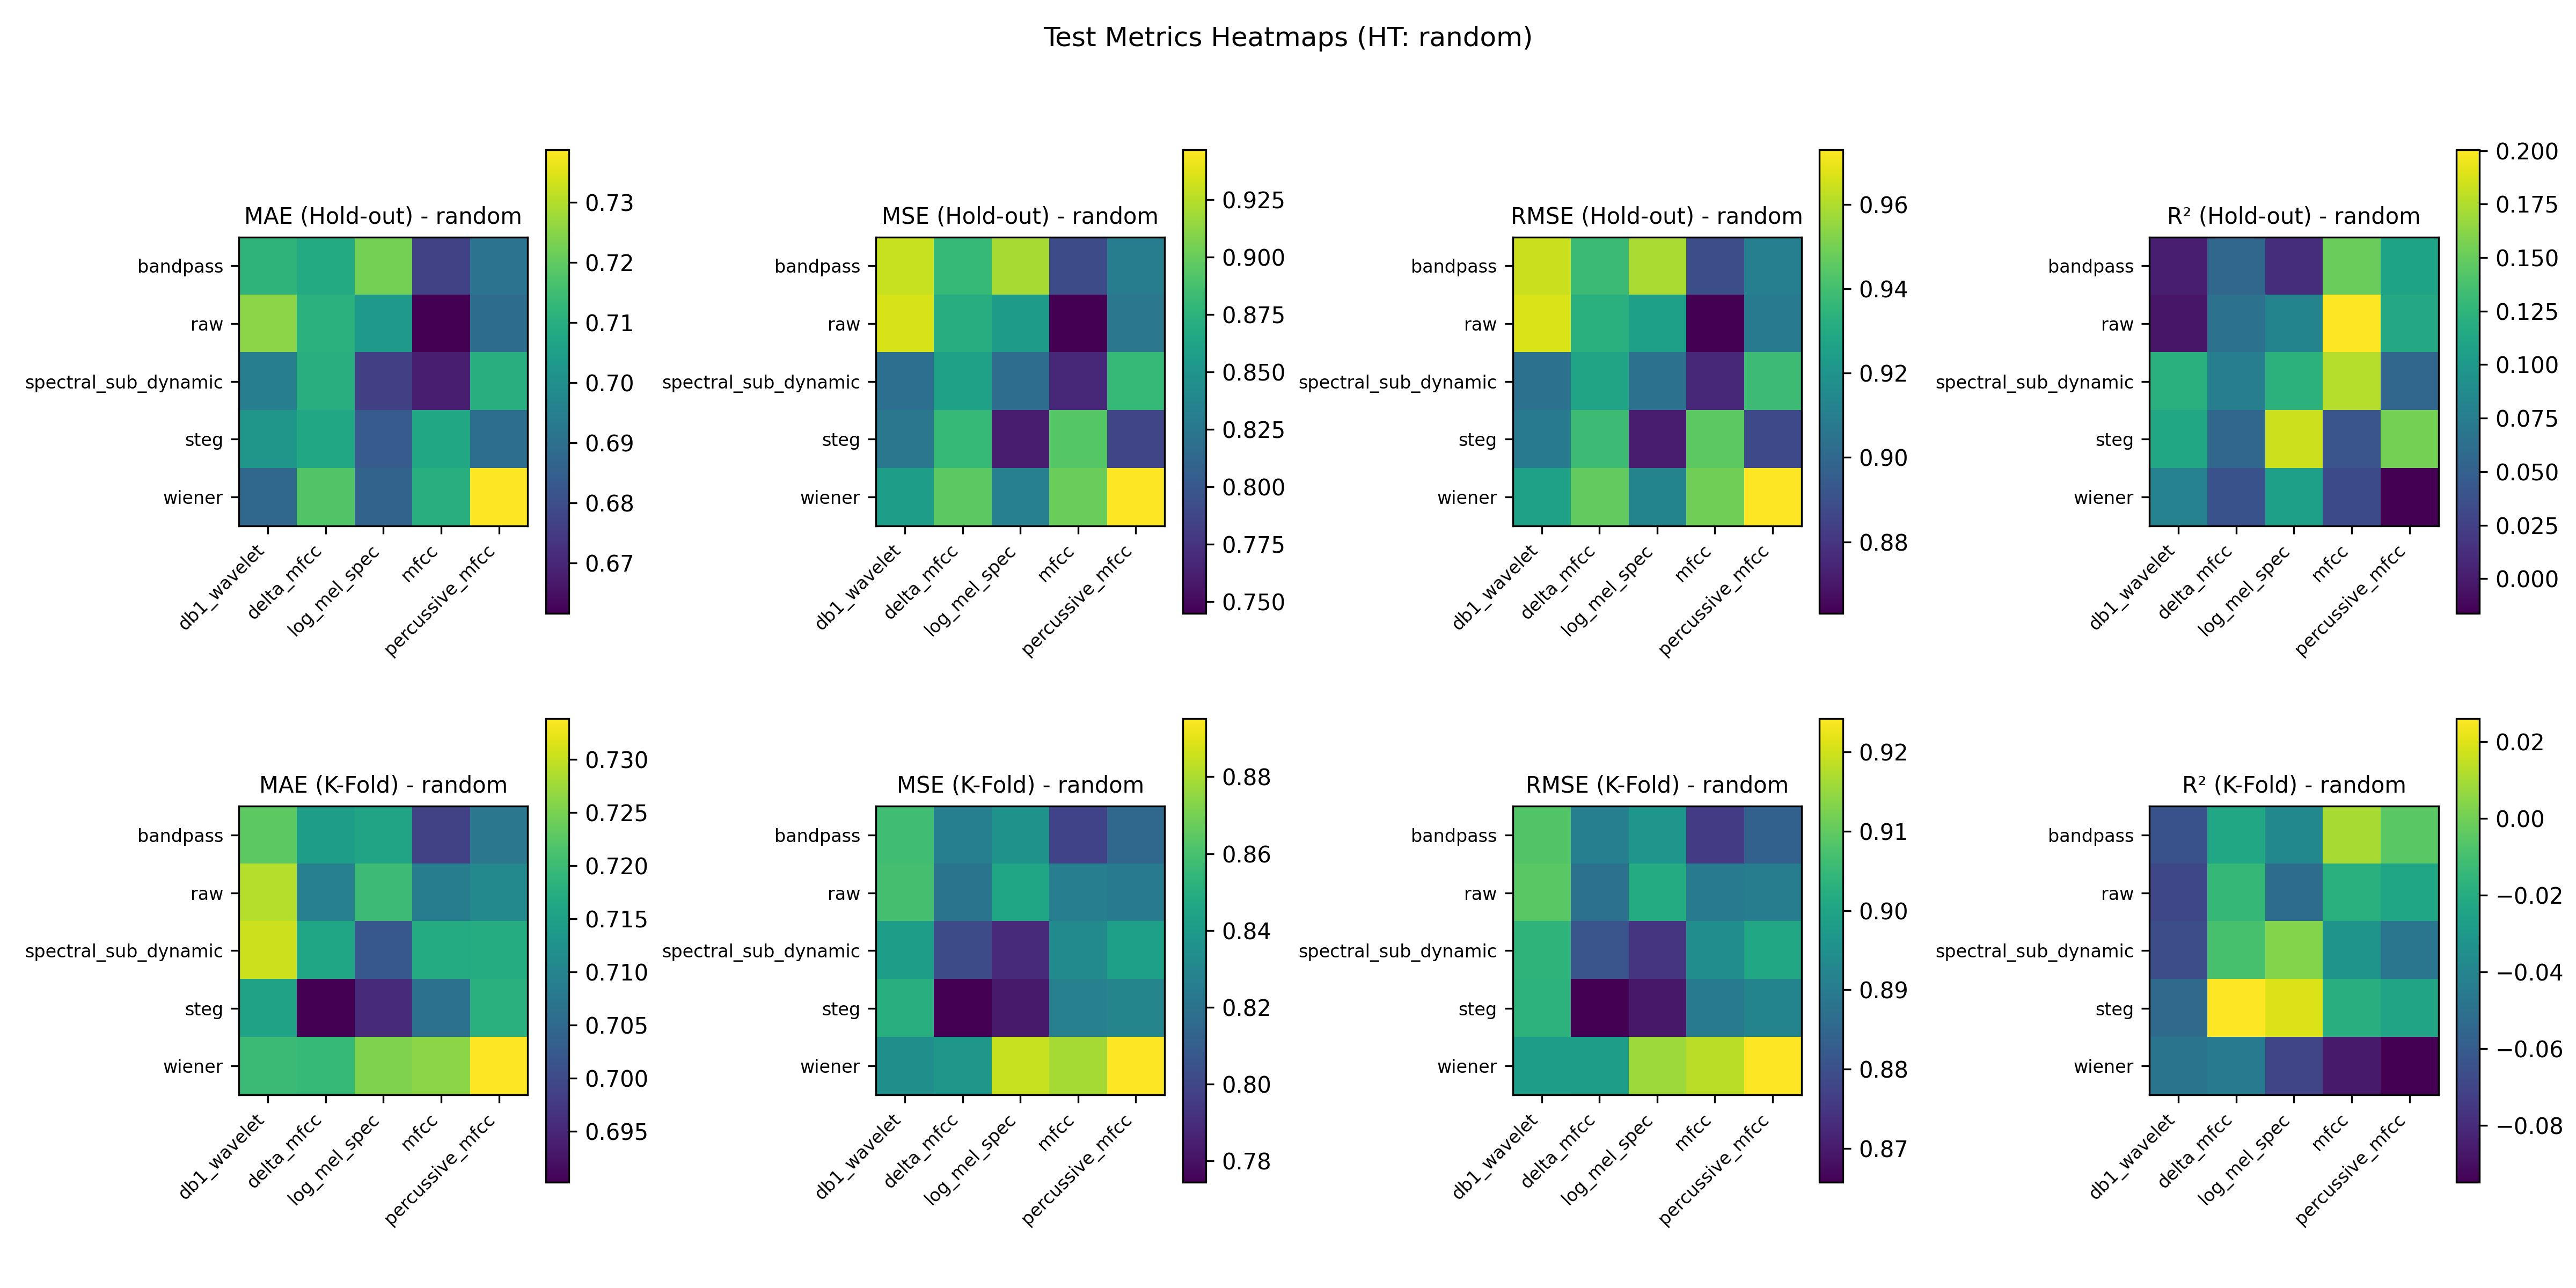 Test Metrics Heatmaps (HT: random)
MAE (Hold-out) - random
bandpass
raw
spectral_sub_dynamic
steg
wiener
db1_wavelet
delta_mfcc
log_mel_spec
mfcc
percussive_mfcc
0.73
0.72
0.71
0.70
0.69
0.68
0.67
MSE (Hold-out) - random
bandpass
raw
spectral_sub_dynamic
steg
wiener
db1_wavelet
delta_mfcc
log_mel_spec
mfcc
percussive_mfcc
0.925
0.900
0.875
0.850
0.825
0.800
0.775
0.750
RMSE (Hold-out) - random
bandpass
raw
spectral_sub_dynamic
steg
wiener
db1_wavelet
delta_mfcc
log_mel_spec
mfcc
percussive_mfcc
0.96
0.94
0.92
0.90
0.88
R² (Hold-out) - random
bandpass
raw
spectral_sub_dynamic
steg
wiener
db1_wavelet
delta_mfcc
log_mel_spec
mfcc
percussive_mfcc
0.200
0.175
0.150
0.125
0.100
0.075
0.050
0.025
0.000
MAE (K-Fold) - random
bandpass
raw
spectral_sub_dynamic
steg
wiener
db1_wavelet
delta_mfcc
log_mel_spec
mfcc
percussive_mfcc
0.730
0.725
0.720
0.715
0.710
0.705
0.700
0.695
MSE (K-Fold) - random
bandpass
raw
spectral_sub_dynamic
steg
wiener
db1_wavelet
delta_mfcc
log_mel_spec
mfcc
percussive_mfcc
0.88
0.86
0.84
0.82
0.80
0.78
RMSE (K-Fold) - random
bandpass
raw
spectral_sub_dynamic
steg
wiener
db1_wavelet
delta_mfcc
log_mel_spec
mfcc
percussive_mfcc
0.92
0.91
0.90
0.89
0.88
0.87
R² (K-Fold) - random
bandpass
raw
spectral_sub_dynamic
steg
wiener
db1_wavelet
delta_mfcc
log_mel_spec
mfcc
percussive_mfcc
0.02
0.00
−0.02
−0.04
−0.06
−0.08